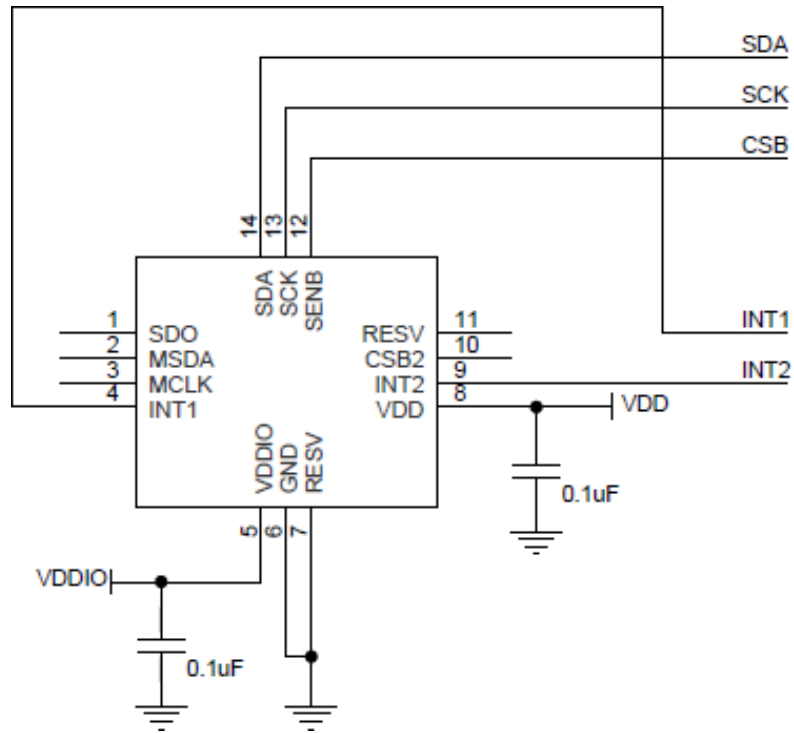 SDA
SCK
CSB
14
13
12
SDA
SCK
SENB
1
SDO
2
MSDA
3
MCLK
4
INT1
RESV
11
CSB2
10
INT2
9
VDD
8
INT1
INT2
VDD
0.1uF
VDDIO
GND
RESV
5
6
7
VDDIO
0.1uF